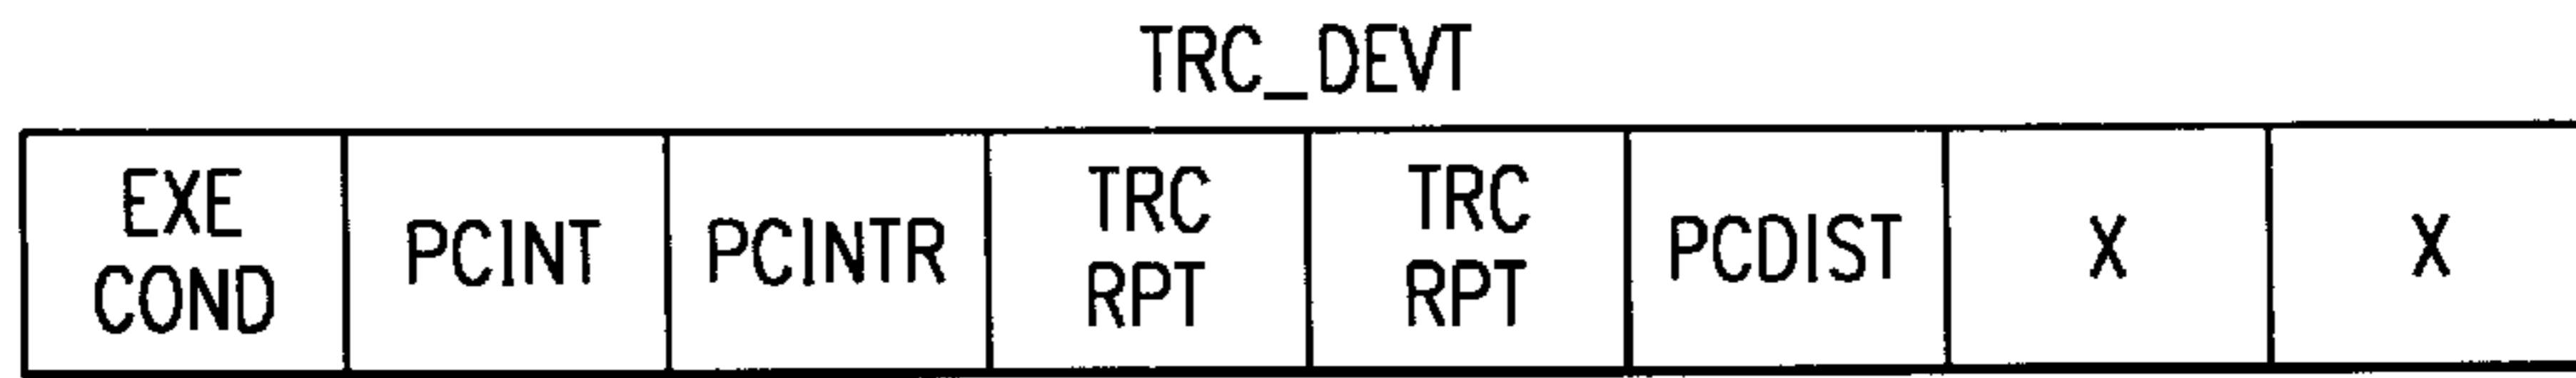 TRC_DEVT
EXE
COND
PCINT
PCINTR
TRC
RPT
TRC
RPT
PCDIST
X
X